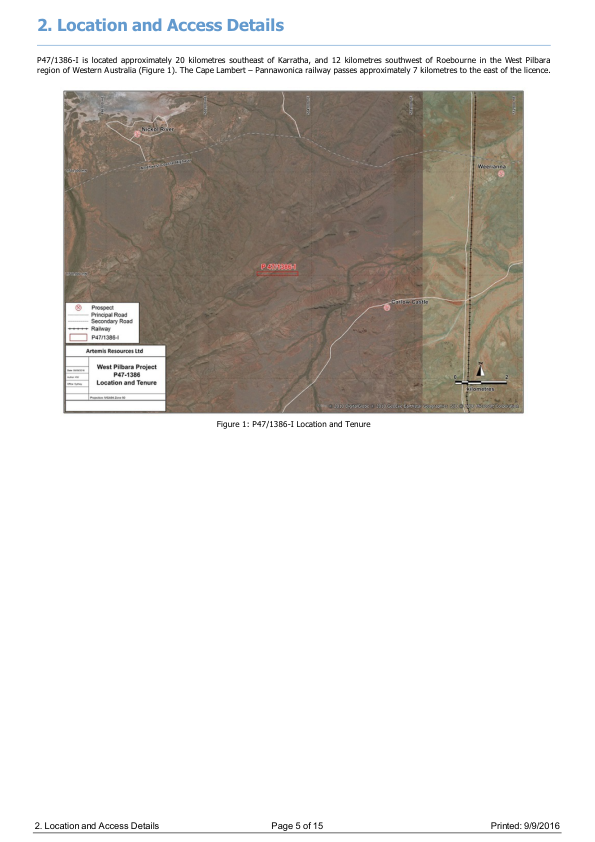 2. Location and Access Details
P47/1386-I is located approximately 20 kilometres southeast of Karratha, and 12 kilometres southwest of Roebourne in the West Pilbara
region of Western Australia (Figure 1). The Cape Lambert – Pannawonica railway passes approximately 7 kilometres to the east of the licence.
Nickol River
Weerianna
P 47/1386-I
Carlow Castle
Prospect
Principal Road
Secondary Road
Railway
P47/1386-I
Artemis Resources Ltd
West Pilbara Project
P47-1386
Location and Tenure
kilometres
Figure 1: P47/1386-I Location and Tenure
2. Location and Access Details
Page 5 of 15
Printed: 9/9/2016